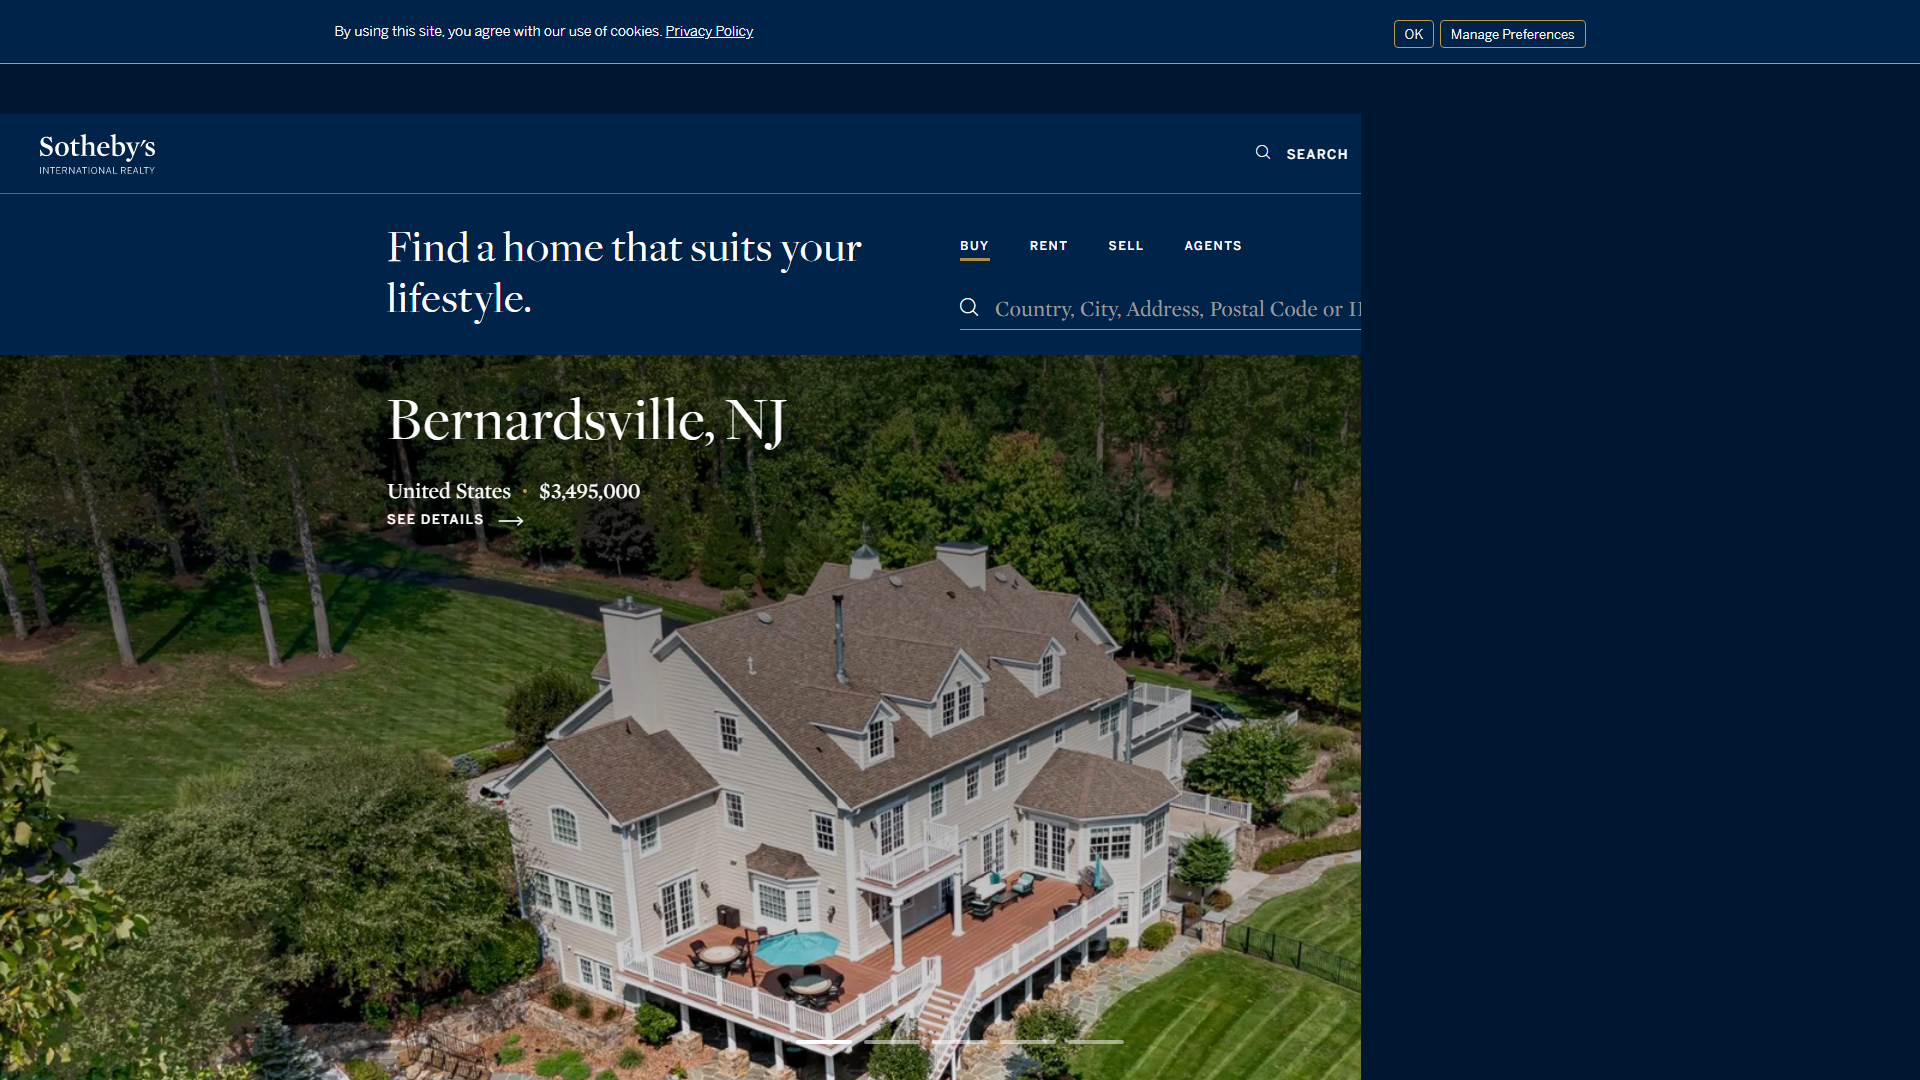 By using this site, you agree with our use of cookies. Privacy Policy
OK
Manage Preferences
Sotheby's
INTERNATIONAL REALTY
SEARCH
Find a home that suits your
lifestyle.
BUY
RENT
SELL
AGENTS
Country, City, Address, Postal Code or
Bernardsville, NJ
United States • $3,495,000
SEE DETAILS